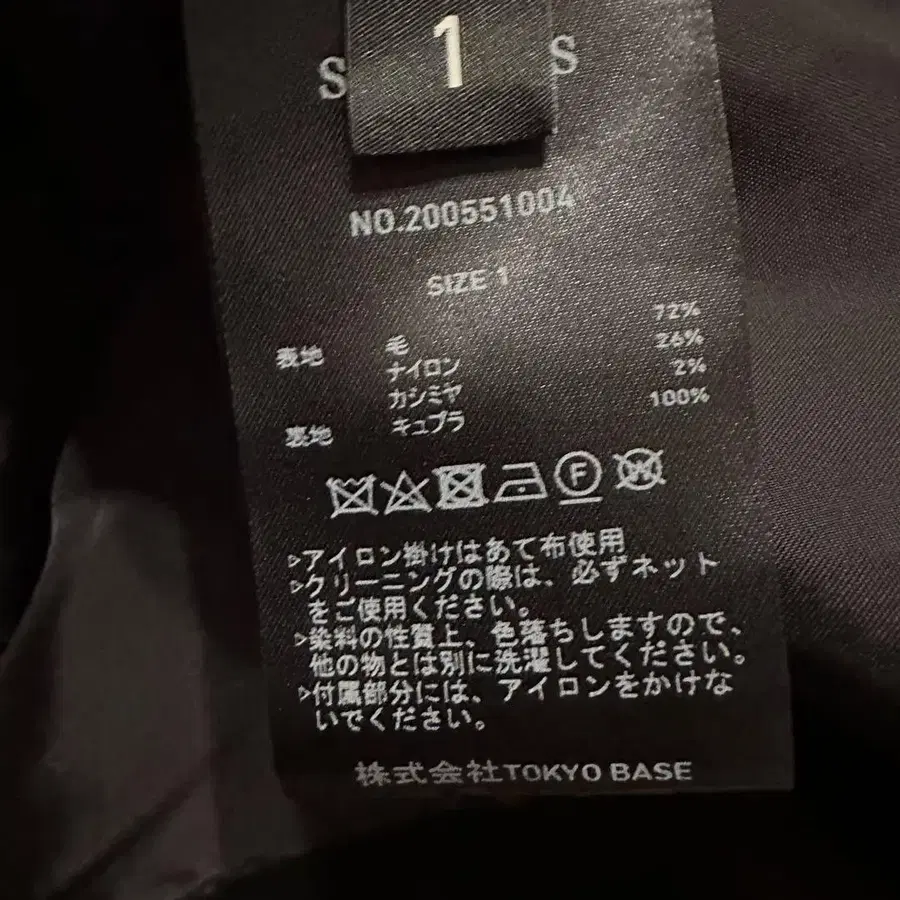 S 1 S
NO.200551004
SIZE 1
表地 毛 72%
ナイロン 26%
カシミヤ 2%
裏地 キュプラ 100%
F W
▷アイロン掛けはあて布使用
▷クリーニングの際は、必ずネット
をご使用ください。
▷染料の性質上、色落ちしますので、
他の物とは別に洗濯してください。
▷付属部分には、アイロンをかけな
いでください。
株式会社TOKYO BASE